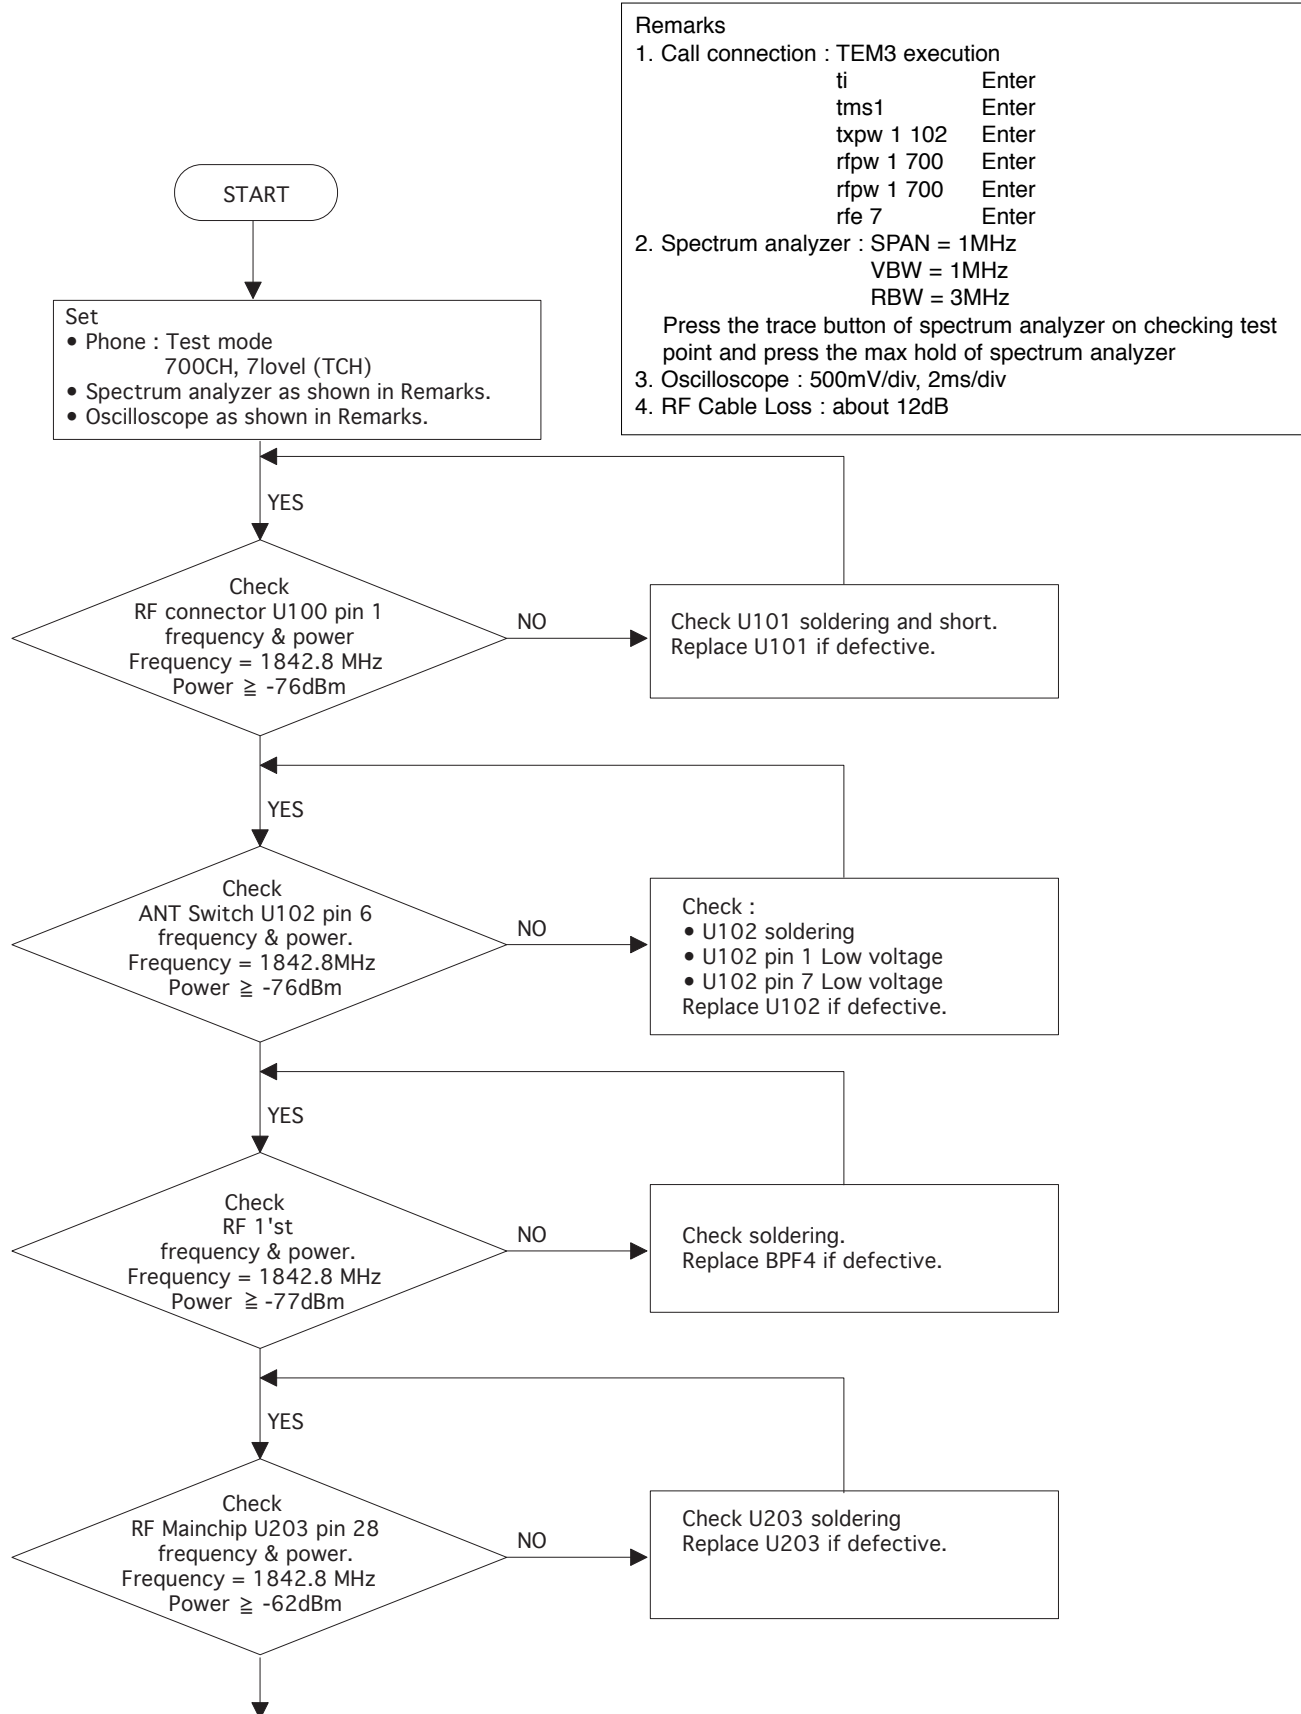 Remarks
1. Call connection : TEM3 execution
ti Enter
tms1 Enter
txpw 1 102 Enter
rfpw 1 700 Enter
rfpw 1 700 Enter
rfe 7 Enter
2. Spectrum analyzer : SPAN = 1MHz
VBW = 1MHz
RBW = 3MHz
Press the trace button of spectrum analyzer on checking test
point and press the max hold of spectrum analyzer
3. Oscilloscope : 500mV/div, 2ms/div
4. RF Cable Loss : about 12dB
START
Set
• Phone : Test mode
700CH, 7lovel (TCH)
• Spectrum analyzer as shown in Remarks.
• Oscilloscope as shown in Remarks.
YES
Check
RF connector U100 pin 1
frequency & power
Frequency = 1842.8 MHz
Power ≧ -76dBm
NO
Check U101 soldering and short.
Replace U101 if defective.
YES
Check
ANT Switch U102 pin 6
frequency & power.
Frequency = 1842.8MHz
Power ≧ -76dBm
NO
Check :
• U102 soldering
• U102 pin 1 Low voltage
• U102 pin 7 Low voltage
Replace U102 if defective.
YES
Check
RF 1'st
frequency & power.
Frequency = 1842.8 MHz
Power ≧ -77dBm
NO
Check soldering.
Replace BPF4 if defective.
YES
Check
RF Mainchip U203 pin 28
frequency & power.
Frequency = 1842.8 MHz
Power ≧ -62dBm
NO
Check U203 soldering
Replace U203 if defective.